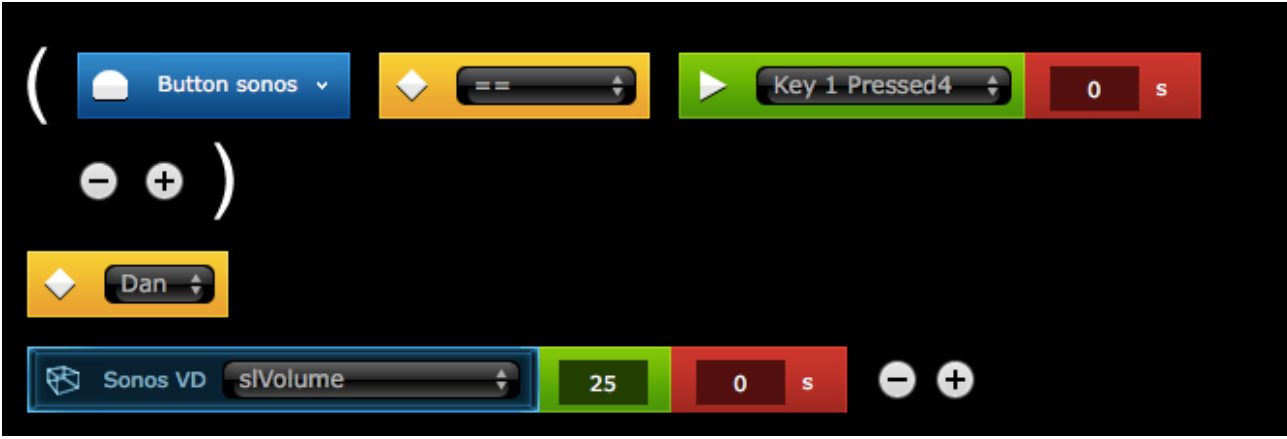 ( Button sonos == Key 1 Pressed4 0 s
)
Dan
Sonos VD slVolume 25 0 s